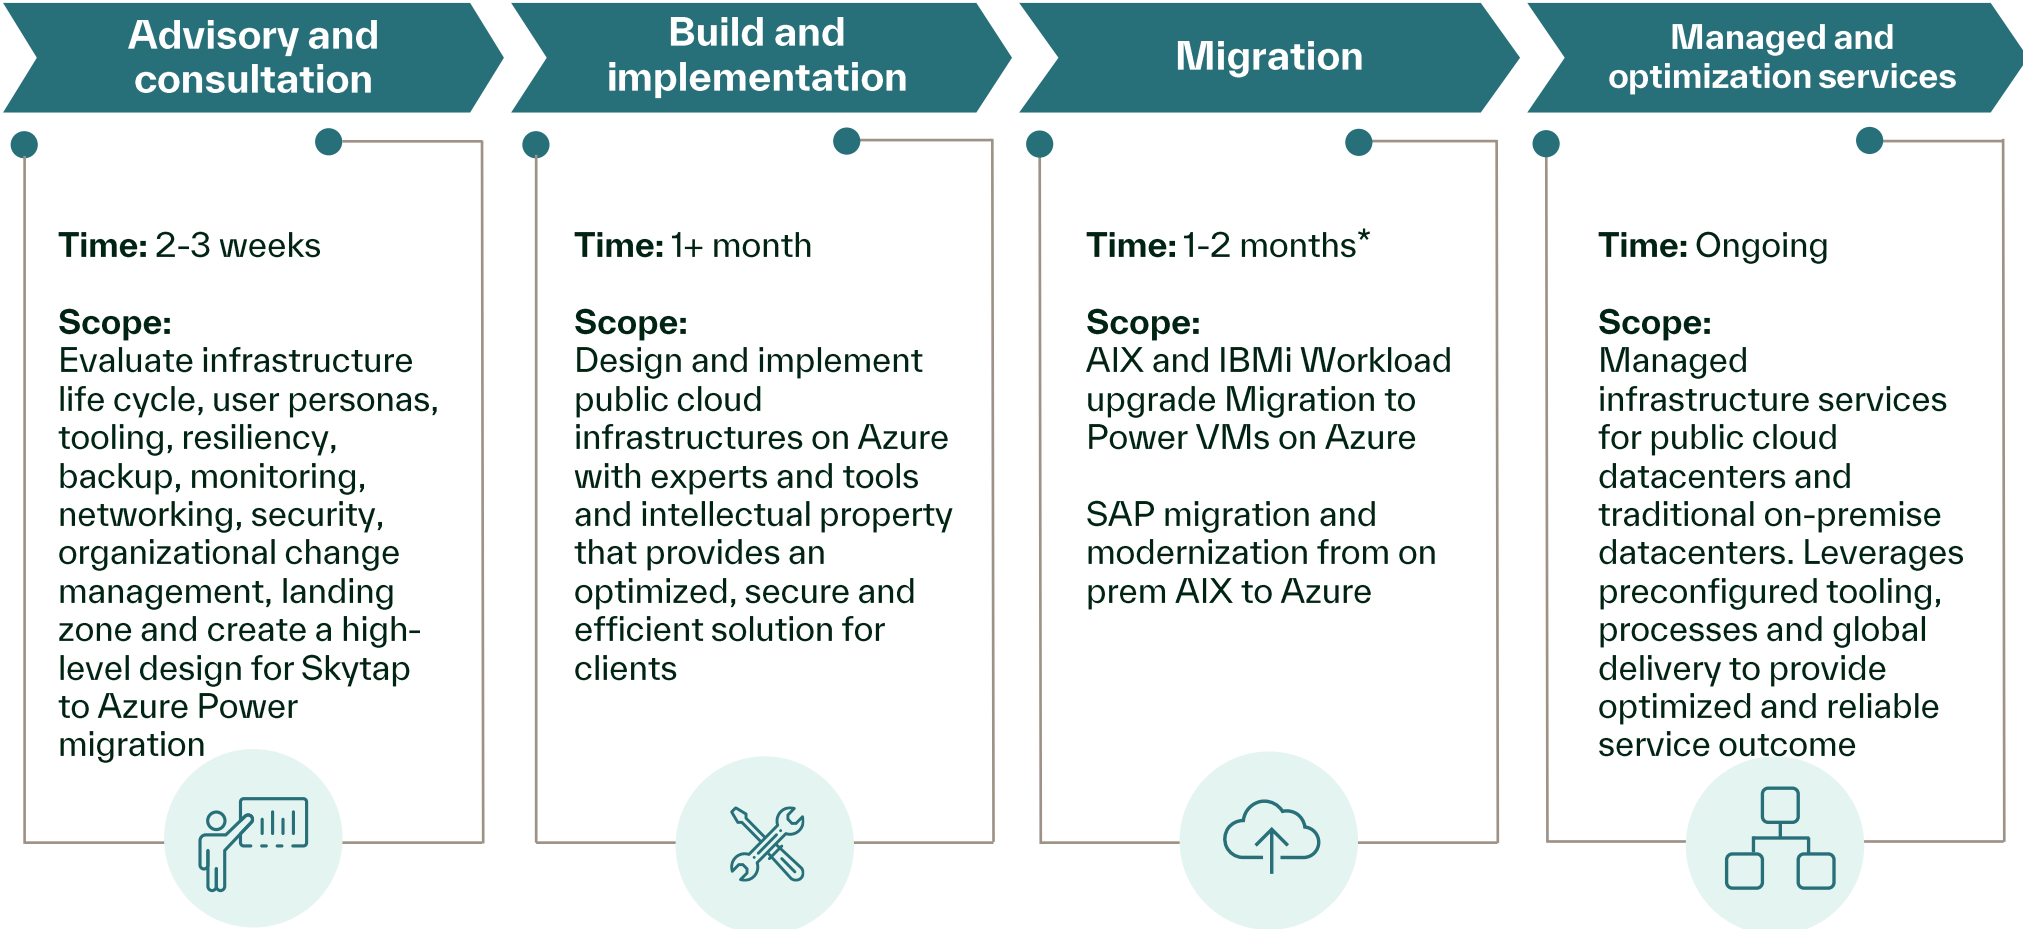 Advisory and
consultation
Build and
implementation
Migration
Managed and
optimization services
Time: 2-3 weeks
Scope:
Evaluate infrastructure
life cycle, user personas,
tooling, resiliency,
backup, monitoring,
networking, security,
organizational change
management, landing
zone and create a high-
level design for Skytap
to Azure Power
migration
Time: 1+ month
Scope:
Design and implement
public cloud
infrastructures on Azure
with experts and tools
and intellectual property
that provides an
optimized, secure and
efficient solution for
clients
Time: 1-2 months*
Scope:
AIX and IBMi Workload
upgrade Migration to
Power VMs on Azure
SAP migration and
modernization from on
prem AIX to Azure
Time: Ongoing
Scope:
Managed
infrastructure services
for public cloud
datacenters and
traditional on-premise
datacenters. Leverages
preconfigured tooling,
processes and global
delivery to provide
optimized and reliable
service outcome